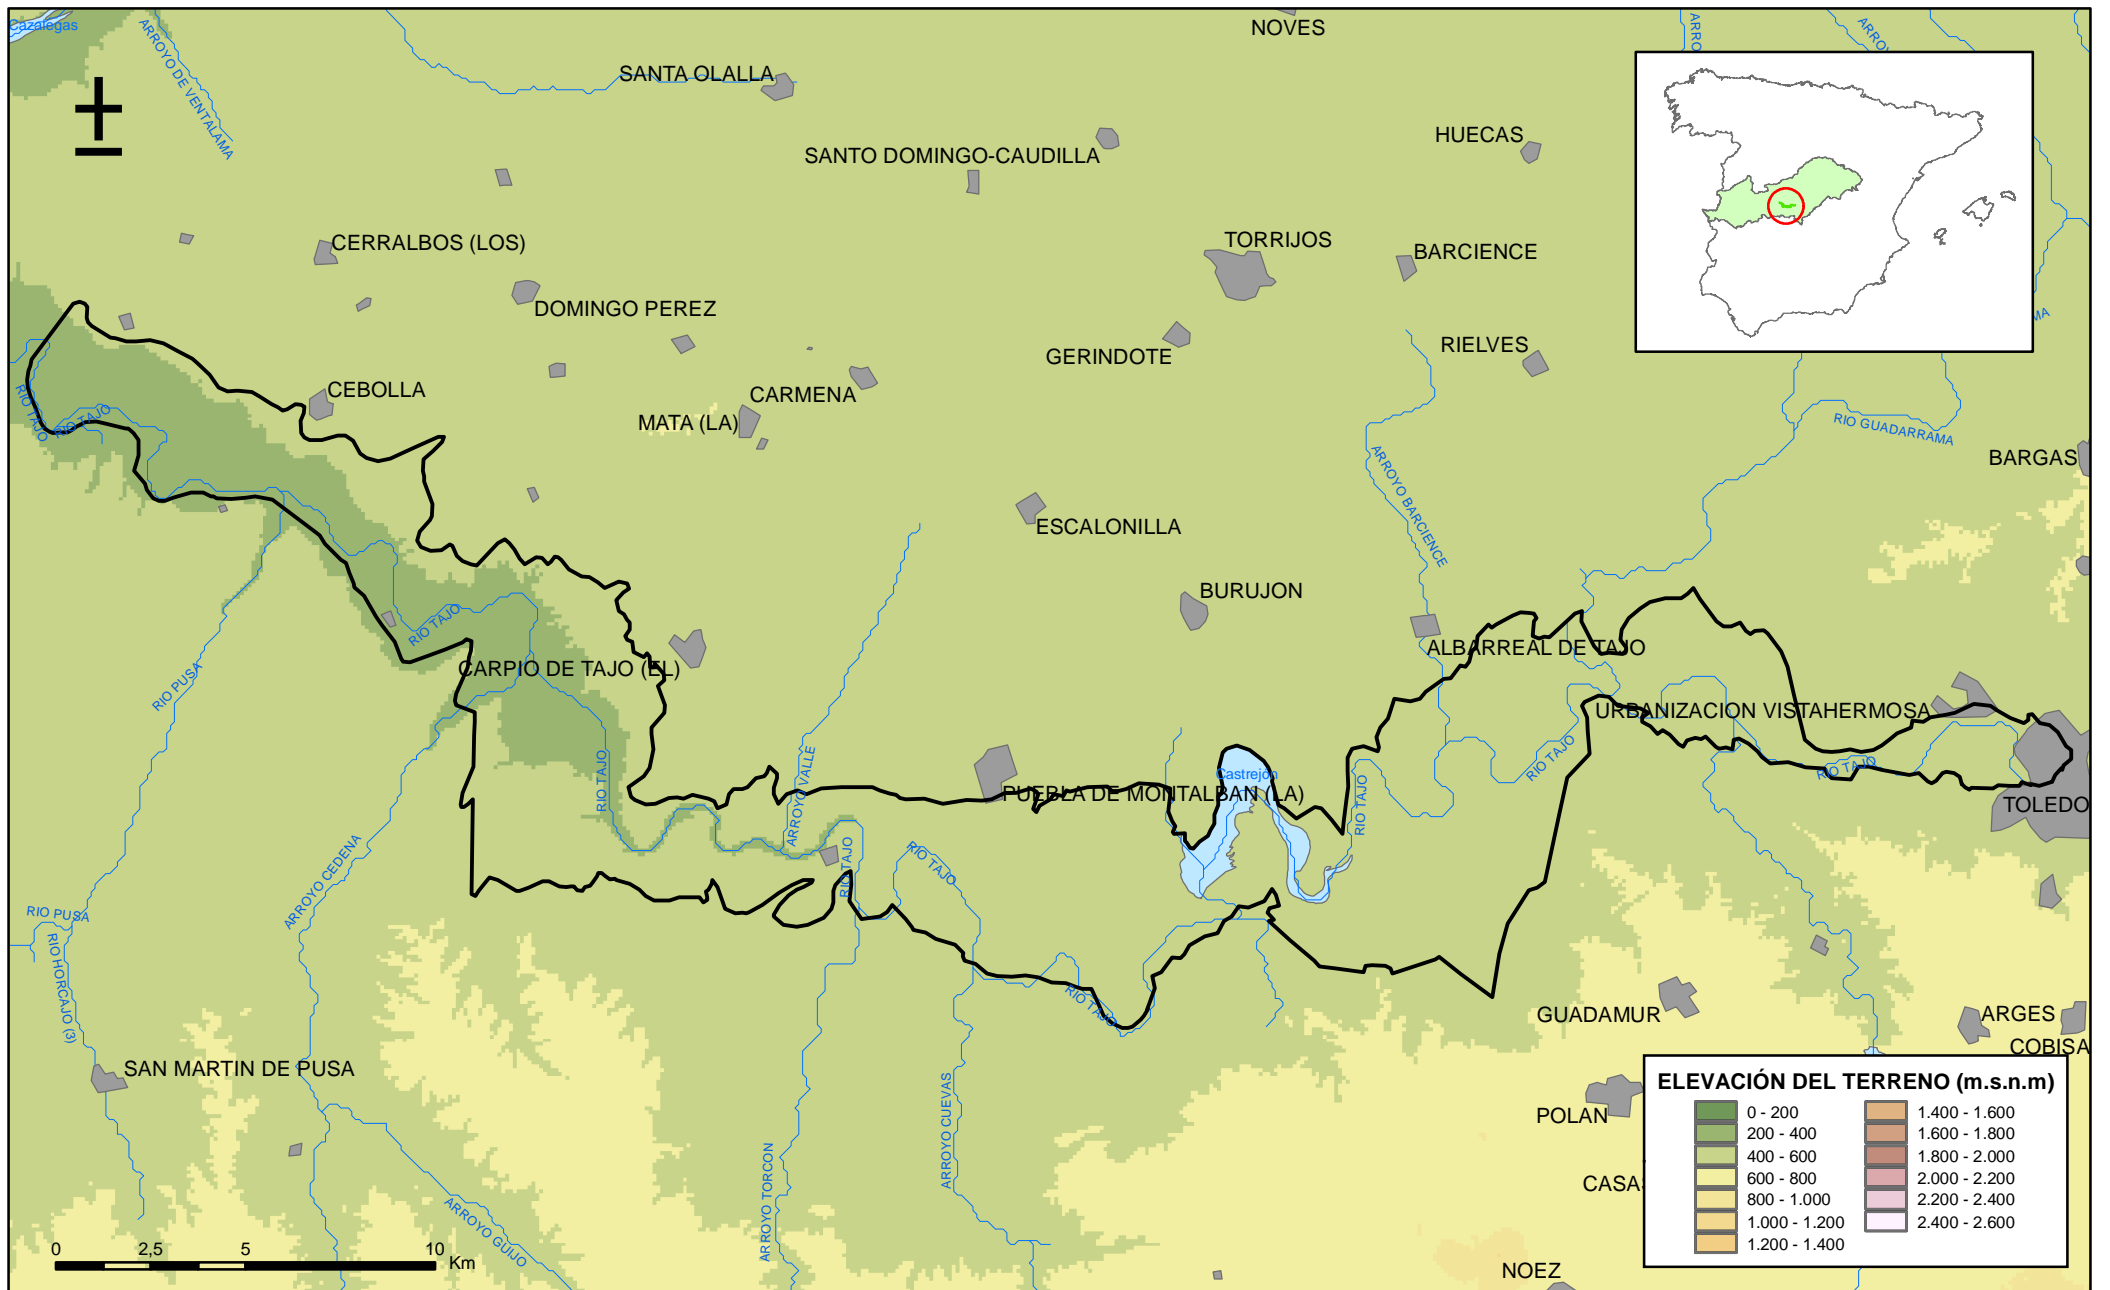 Cazalegas
ARROYO DE VENTALAMA
NOVES
ARRO
ARROYO
SANTA OLALLA
SANTO DOMINGO-CAUDILLA
HUECAS
CERRALBOS (LOS)
TORRIJOS
BARCIENCE
DOMINGO PEREZ
MA
GERINDOTE
RIELVES
CEBOLLA
CARMENA
MATA (LA)
RIO TAJO
RIO TAJO
RIO GUADARRAMA
BARGAS
ARROYO BARCIENCE
ESCALONILLA
BURUJON
RIO TAJO
ALBARREAL DE TAJO
CARPIO DE TAJO (EL)
RIO PUSA
URBANIZACION VISTAHERMOSA
RIO TAJO
RIO TAJO
RIO TAJO
ARROYO VALLE
Castrejón
PUEBLA DE MONTALBAN (LA)
RIO TAJO
TOLEDO
ARROYO CEDENA
RIO TAJO
RIO TAJO
RIO PUSA
RIO HORCAJO (3)
RIO TAJO
GUADAMUR
ARGES
COBISA
SAN MARTIN DE PUSA
ARROYO CUEVAS
POLAN
ARROYO TORCON
CASAS
ARROYO GUIJO
NOEZ
0 2,5 5 10
Km
ELEVACIÓN DEL TERRENO (m.s.n.m)
0 - 200
200 - 400
400 - 600
600 - 800
800 - 1.000
1.000 - 1.200
1.200 - 1.400
1.400 - 1.600
1.600 - 1.800
1.800 - 2.000
2.000 - 2.200
2.200 - 2.400
2.400 - 2.600